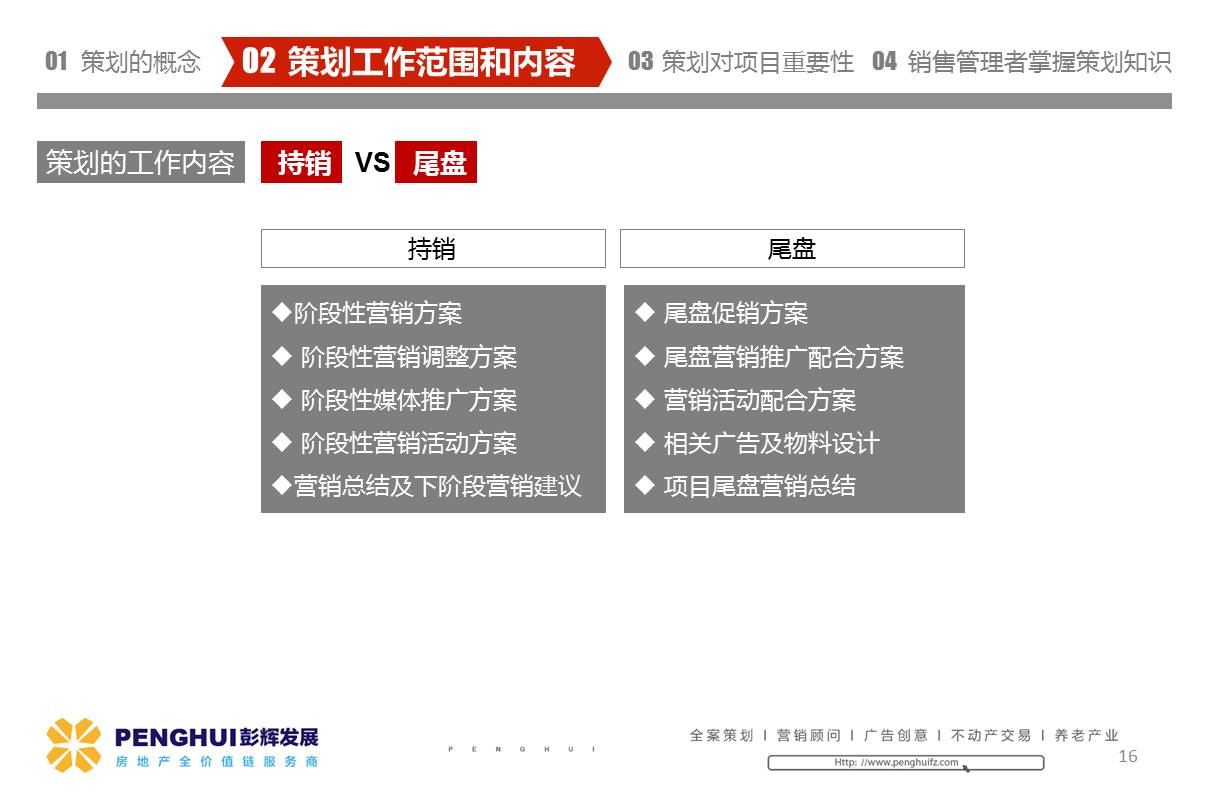 01 策划的概念 02 策划工作范围和内容 03 策划对项目重要性 04 销售管理者掌握策划知识
策划的工作内容 持销 VS 尾盘
持销 尾盘
◆阶段性营销方案
◆ 阶段性营销调整方案
◆ 阶段性媒体推广方案
◆ 阶段性营销活动方案
◆营销总结及下阶段营销建议
◆ 尾盘促销方案
◆ 尾盘营销推广配合方案
◆ 营销活动配合方案
◆ 相关广告及物料设计
◆ 项目尾盘营销总结
PENGHUI彭辉发展
房地产全价值链服务商
PENGHUI
全案策划 I 营销顾问 I 广告创意 I 不动产交易 I 养老产业
Http: //www.penghuifz.com
16